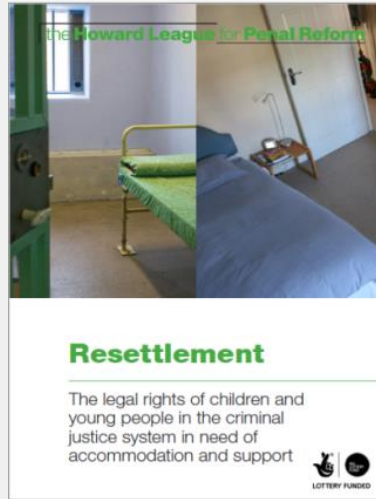 the Howard League for Penal Reform
Resettlement
The legal rights of children and
young people in the criminal
justice system in need of
accommodation and support
LOTTERY FUNDED